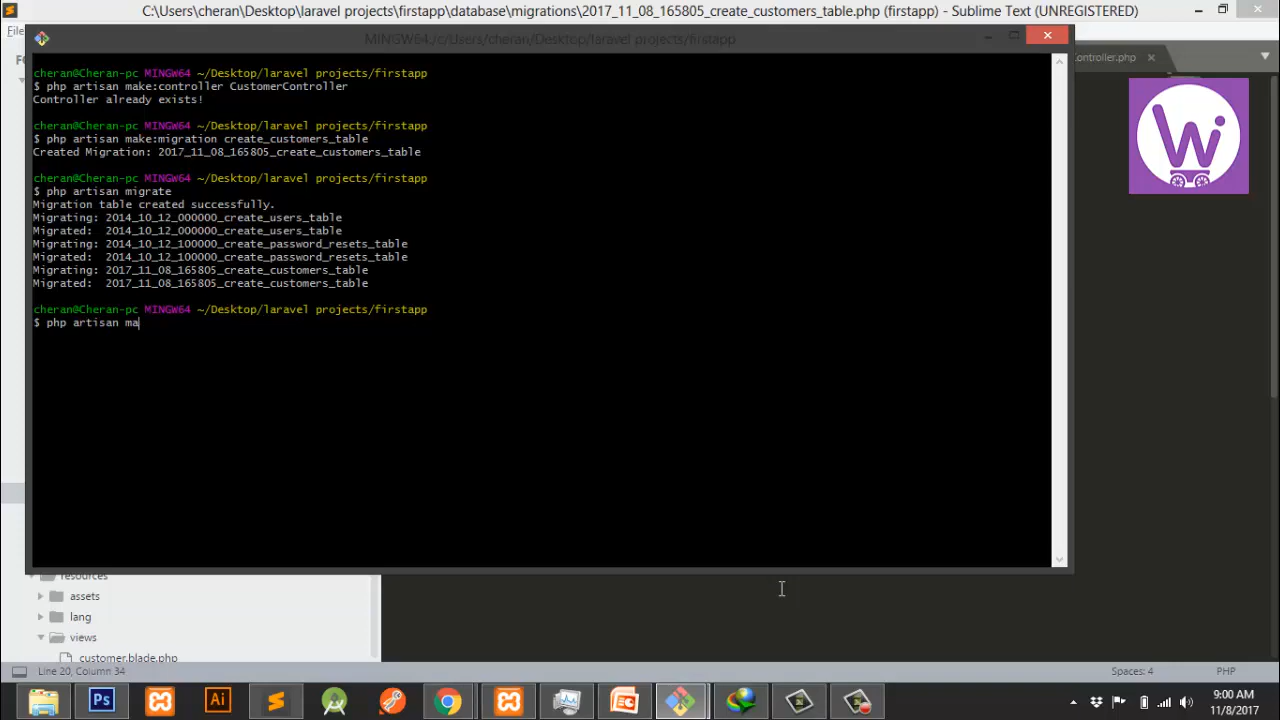 C:\Users\cheran\Desktop\laravel projects\firstapp\database\migrations\2017_11_08_165805_create_customers_table.php (firstapp) - Sublime Text (UNREGISTERED)
File
MINGW64:/c/Users/cheran/Desktop/laravel projects/firstapp
ontroller.php
cheran@Cheran-pc MINGW64 ~/Desktop/laravel projects/firstapp
$ php artisan make:controller CustomerController
Controller already exists!
cheran@Cheran-pc MINGW64 ~/Desktop/laravel projects/firstapp
$ php artisan make:migration create_customers_table
Created Migration: 2017_11_08_165805_create_customers_table
cheran@Cheran-pc MINGW64 ~/Desktop/laravel projects/firstapp
$ php artisan migrate
Migration table created successfully.
Migrating: 2014_10_12_000000_create_users_table
Migrated:  2014_10_12_000000_create_users_table
Migrating: 2014_10_12_100000_create_password_resets_table
Migrated:  2014_10_12_100000_create_password_resets_table
Migrating: 2017_11_08_165805_create_customers_table
Migrated:  2017_11_08_165805_create_customers_table
cheran@Cheran-pc MINGW64 ~/Desktop/laravel projects/firstapp
$ php artisan ma
Wi
resources
assets
lang
views
customer.blade.php
Line 20, Column 34
Spaces: 4
PHP
Ps
Ai
9:00 AM
11/8/2017